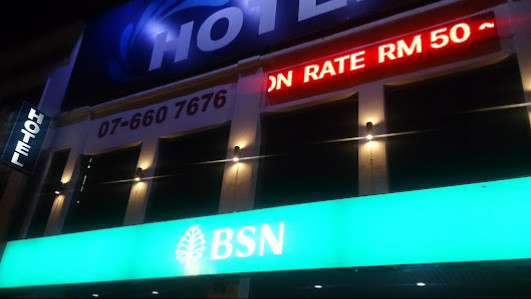 HOTEL
ON RATE RM 50 ~
07-660 7676
HOTEL
BSN